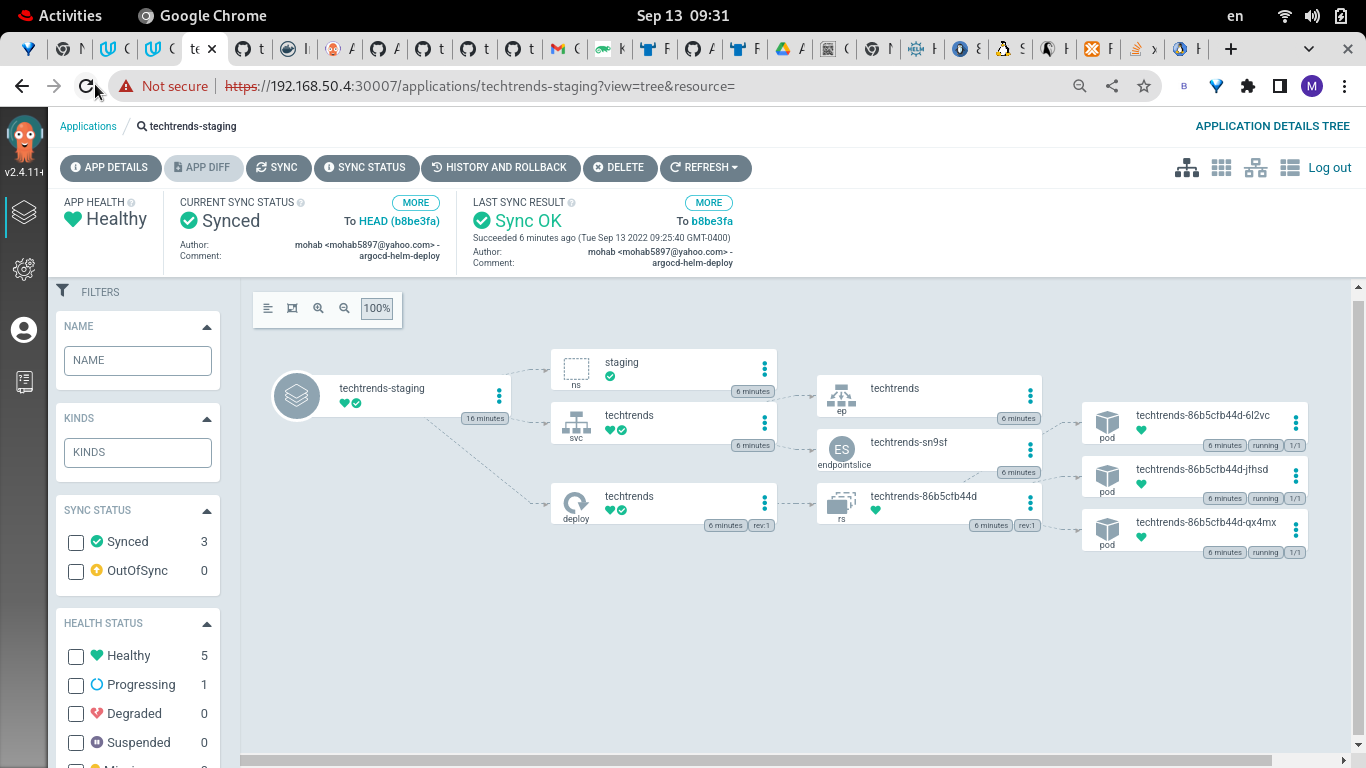 Activities
Google Chrome
Sep 13 09:31
en
te
Not secure
https://192.168.50.4:30007/applications/techtrends-staging?view=tree&resource=
B
M
v2.4.11+
Applications / techtrends-staging
APPLICATION DETAILS TREE
APP DETAILS
APP DIFF
SYNC
SYNC STATUS
HISTORY AND ROLLBACK
DELETE
REFRESH
Log out
APP HEALTH
Healthy
CURRENT SYNC STATUS
MORE
Synced
To HEAD (b8be3fa)
Author: mohab <mohab5897@yahoo.com> -
Comment: argocd-helm-deploy
LAST SYNC RESULT
MORE
Sync OK
To b8be3fa
Succeeded 6 minutes ago (Tue Sep 13 2022 09:25:40 GMT-0400)
Author: mohab <mohab5897@yahoo.com> -
Comment: argocd-helm-deploy
FILTERS
NAME
NAME
KINDS
KINDS
SYNC STATUS
Synced 3
OutOfSync 0
HEALTH STATUS
Healthy 5
Progressing 1
Degraded 0
Suspended 0
100%
techtrends-staging
16 minutes
staging
ns
6 minutes
techtrends
svc
6 minutes
techtrends
deploy
6 minutes
rev:1
techtrends
ep
6 minutes
ES
techtrends-sn9st
endpointslice
6 minutes
techtrends-86b5cfb44d
rs
6 minutes
rev:1
techtrends-86b5cfb44d-6l2vc
pod
6 minutes
running
1/1
techtrends-86b5cfb44d-jfhsd
pod
6 minutes
running
1/1
techtrends-86b5cfb44d-qx4mx
pod
6 minutes
running
1/1